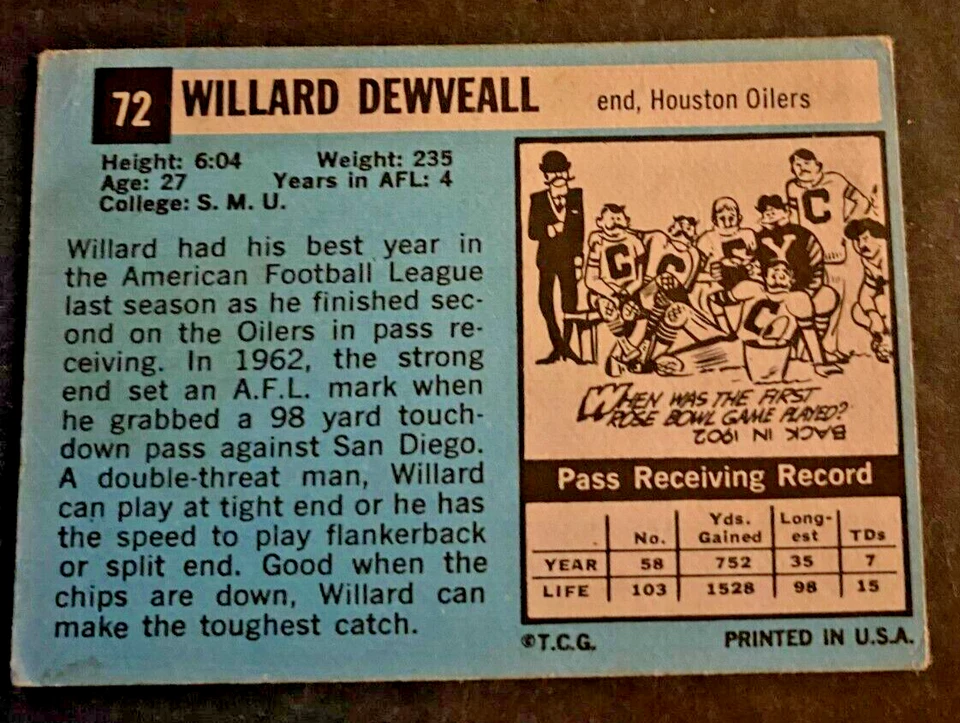 72 WILLARD DEWVEALL end, Houston Oilers
Height: 6:04 Weight: 235
Age: 27 Years in AFL: 4
College: S. M. U.
Willard had his best year in
the American Football League
last season as he finished sec-
ond on the Oilers in pass re-
ceiving. In 1962, the strong
end set an A.F.L. mark when
he grabbed a 98 yard touch-
down pass against San Diego.
A double-threat man, Willard
can play at tight end or he has
the speed to play flankerback
or split end. Good when the
chips are down, Willard can
make the toughest catch.
C
C
C
Y
C
C
WHEN WAS THE FIRST
ROSE BOWL GAME PLAYED?
BACK IN 1902
Pass Receiving Record
No. Yds. Gained Long-est TDs
YEAR 58 752 35 7
LIFE 103 1528 98 15
©T.C.G. PRINTED IN U.S.A.